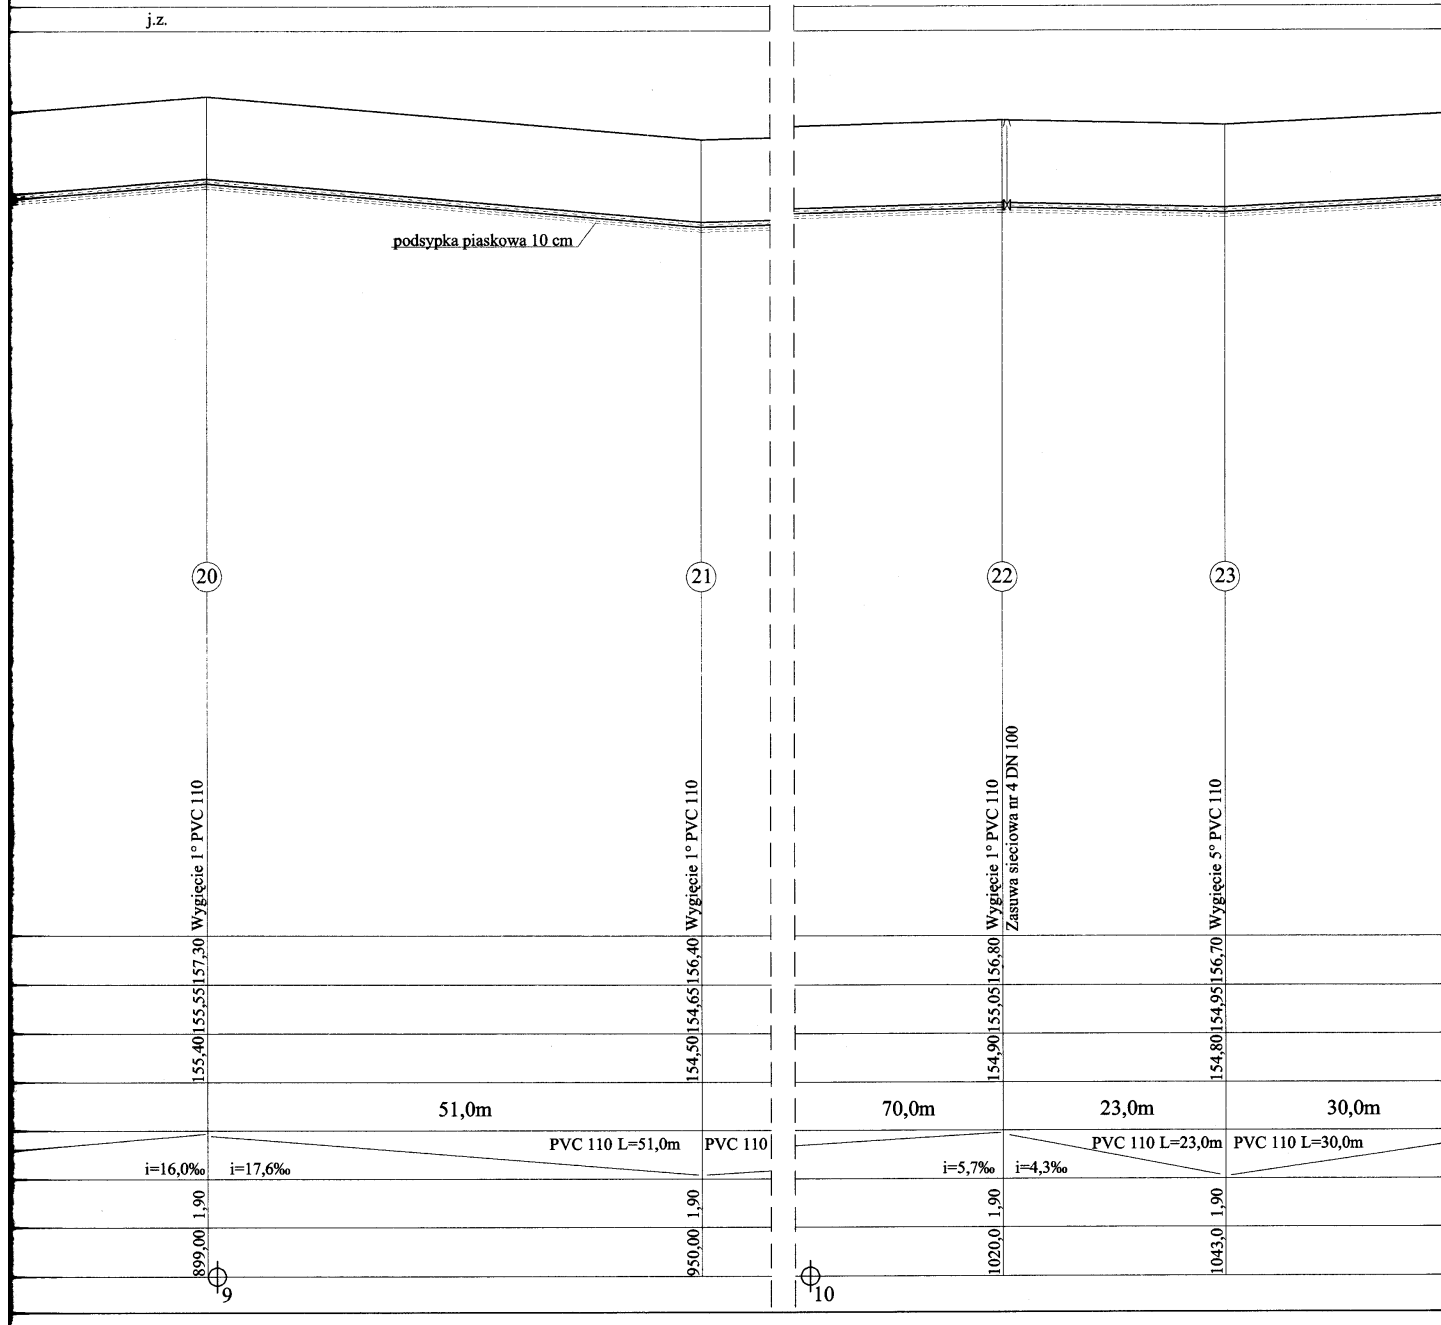 j.z.
podsypka piaskowa 10 cm
20
21
22
23
Wygięcie 1° PVC 110
Wygięcie 1° PVC 110
Wygięcie 1° PVC 110
Zasuwa sieciowa nr 4 DN 100
Wygięcie 5° PVC 110
157,30
156,40
156,80
156,70
155,55
154,65
155,05
154,95
155,40
154,50
154,90
154,80
51,0m
70,0m
23,0m
30,0m
PVC 110 L=51,0m
PVC 110
PVC 110 L=23,0m
PVC 110 L=30,0m
i=16,0‰
i=17,6‰
i=5,7‰
i=4,3‰
1,90
1,90
1,90
1,90
899,00
950,00
1020,0
1043,0
9
10